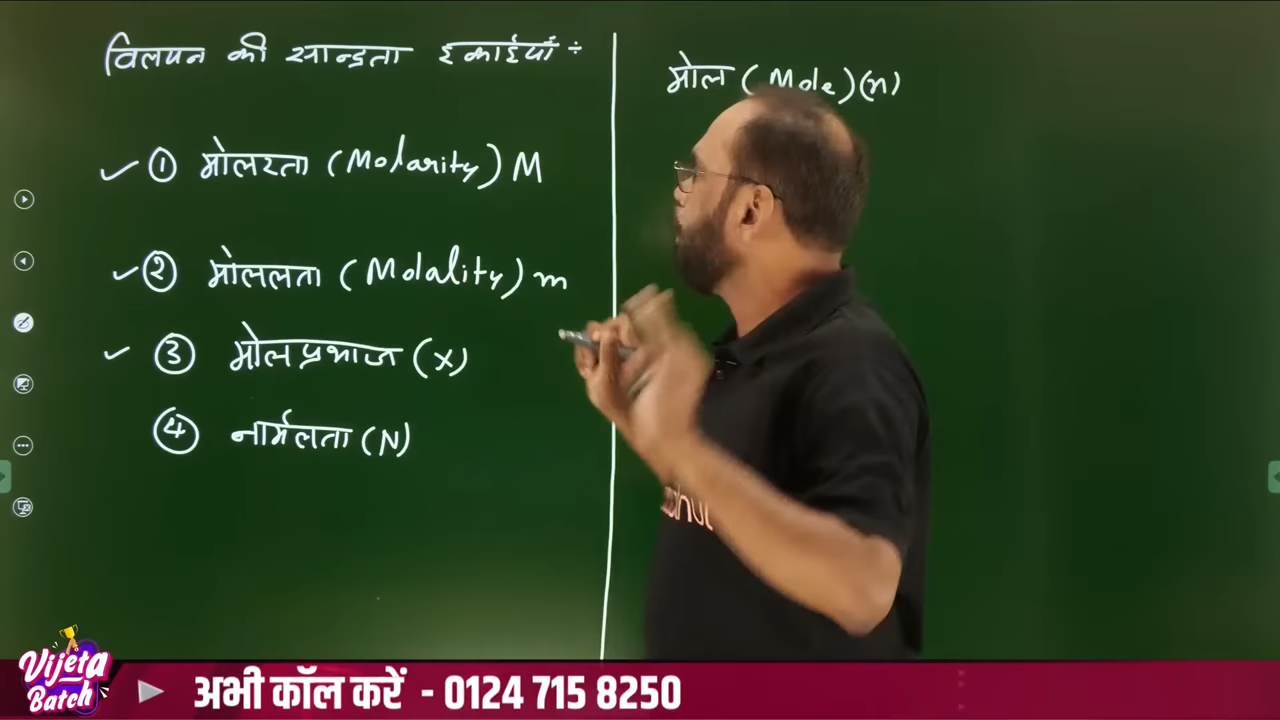 विलयन की सान्द्रता इकाईयाँ ÷
① मोलरता (Molarity) M
② मोललता (Molality) m
③ मोल प्रभाज (x)
④ नार्मलता (N)
मोल (Mole)(n)
Vijeta
Batch
अभी कॉल करें - 0124 715 8250